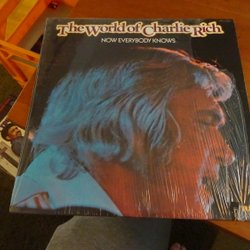 The World of Charlie Rich
NOW EVERYBODY KNOWS